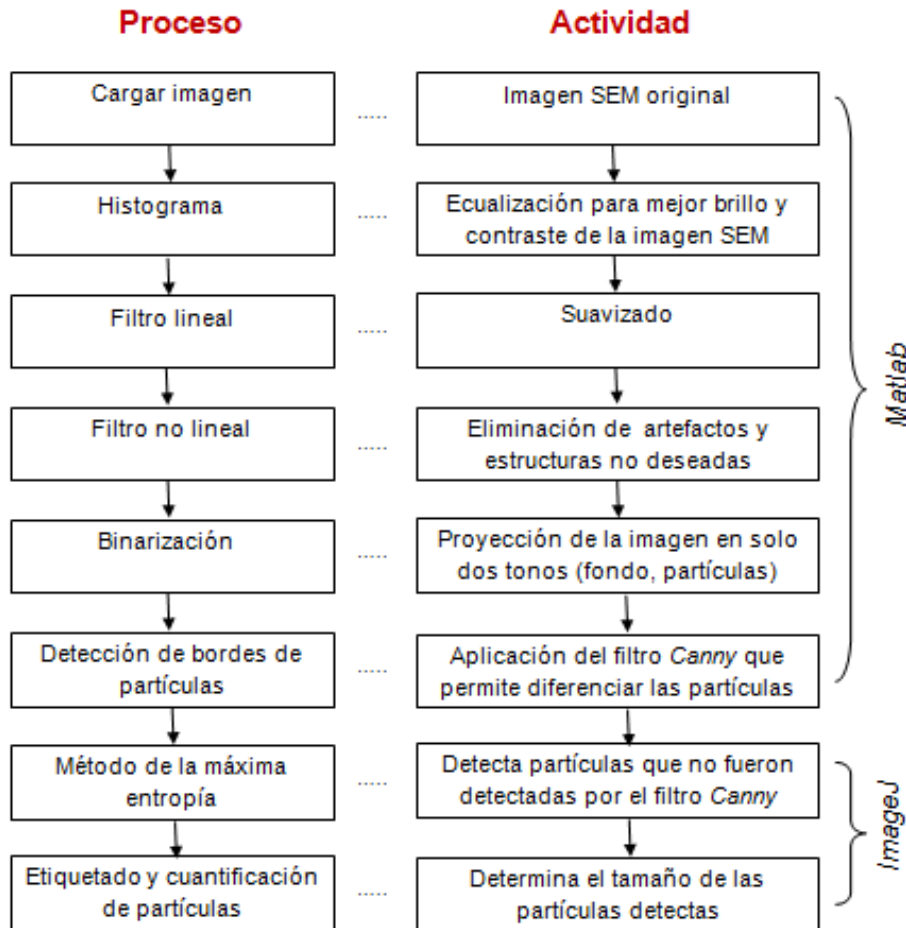 Proceso
Actividad
Cargar imagen
.....
Imagen SEM original
Histograma
.....
Ecualización para mejor brillo y
contraste de la imagen SEM
Filtro lineal
.....
Suavizado
Filtro no lineal
.....
Eliminación de artefactos y
estructuras no deseadas
Binarización
.....
Proyección de la imagen en solo
dos tonos (fondo, partículas)
Detección de bordes de
partículas
.....
Aplicación del filtro Canny que
permite diferenciar las partículas
Matlab
Método de la máxima
entropía
.....
Detecta partículas que no fueron
detectadas por el filtro Canny
Etiquetado y cuantificación
de partículas
.....
Determina el tamaño de las
partículas detectas
ImageJ